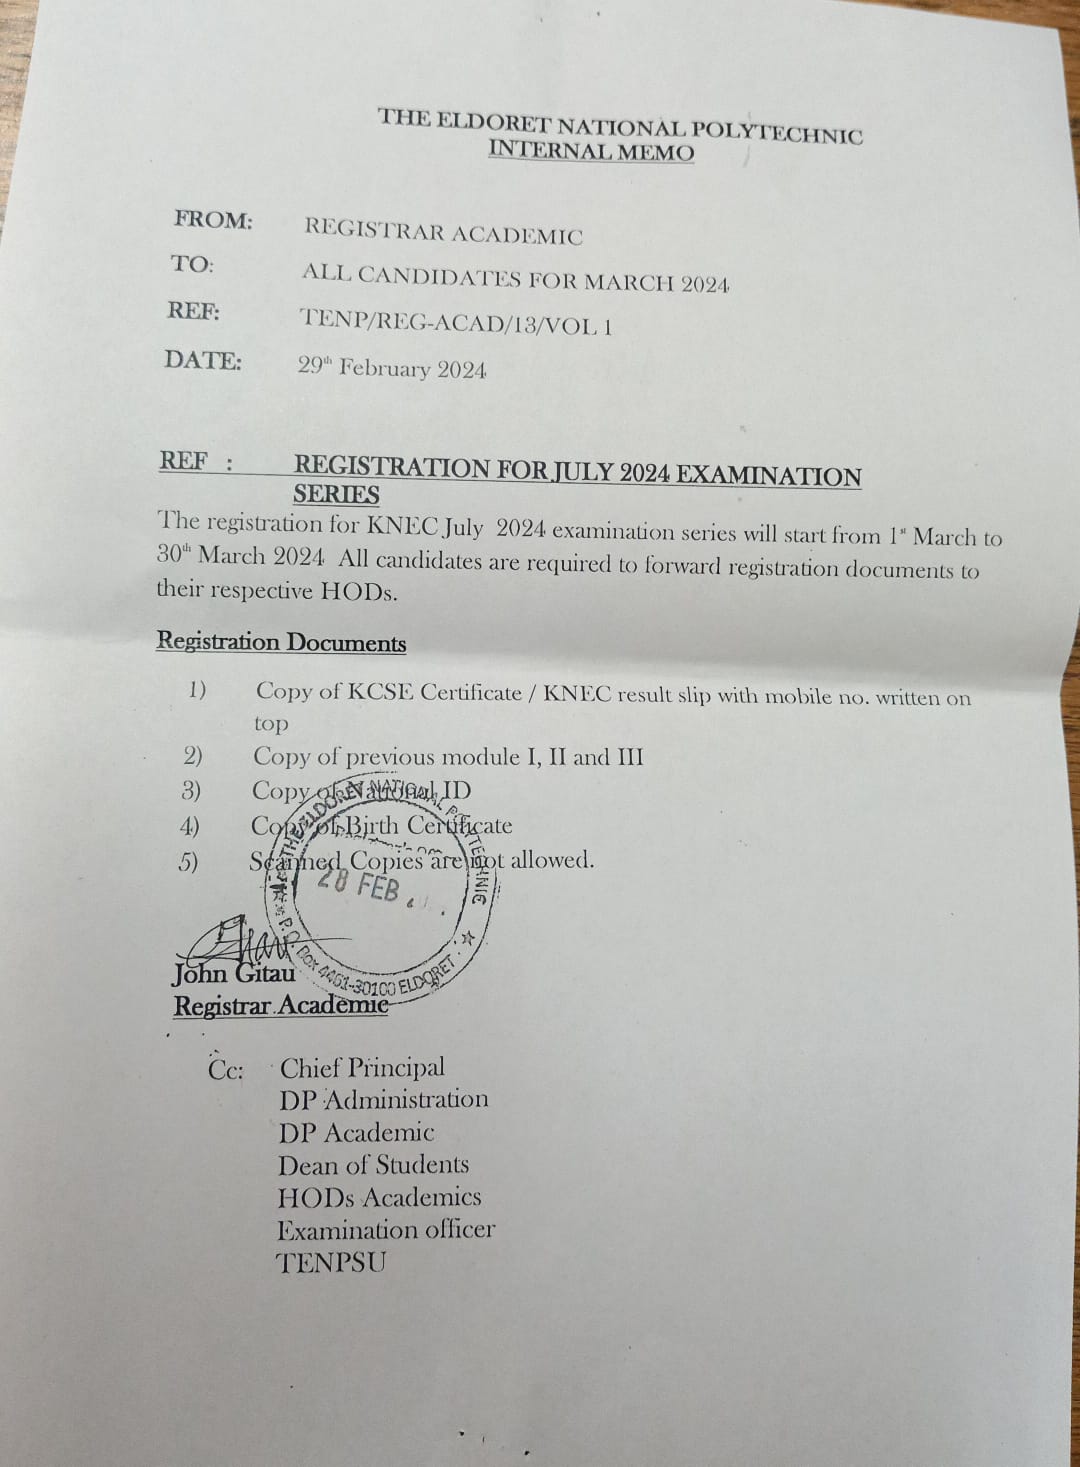 THE ELDORET NATIONAL POLYTECHNIC
INTERNAL MEMO
FROM: REGISTRAR ACADEMIC
TO: ALL CANDIDATES FOR MARCH 2024
REF: TENP/REG-ACAD/13/VOL 1
DATE: 29th February 2024
REF : REGISTRATION FOR JULY 2024 EXAMINATION
SERIES
The registration for KNEC July 2024 examination series will start from 1st March to
30th March 2024 All candidates are required to forward registration documents to
their respective HODs.
Registration Documents
1) Copy of KCSE Certificate / KNEC result slip with mobile no. written on
top
2) Copy of previous module I, II and III
3) Copy of National ID
4) Copy of Birth Certificate
5) Scanned Copies are not allowed.
THE ELDORET NATIONAL POLYTECHNIC
28 FEB
P.O. Box 4461-30100 ELDORET
John Gitau
Registrar Academic
Cc: Chief Principal
DP Administration
DP Academic
Dean of Students
HODs Academics
Examination officer
TENPSU